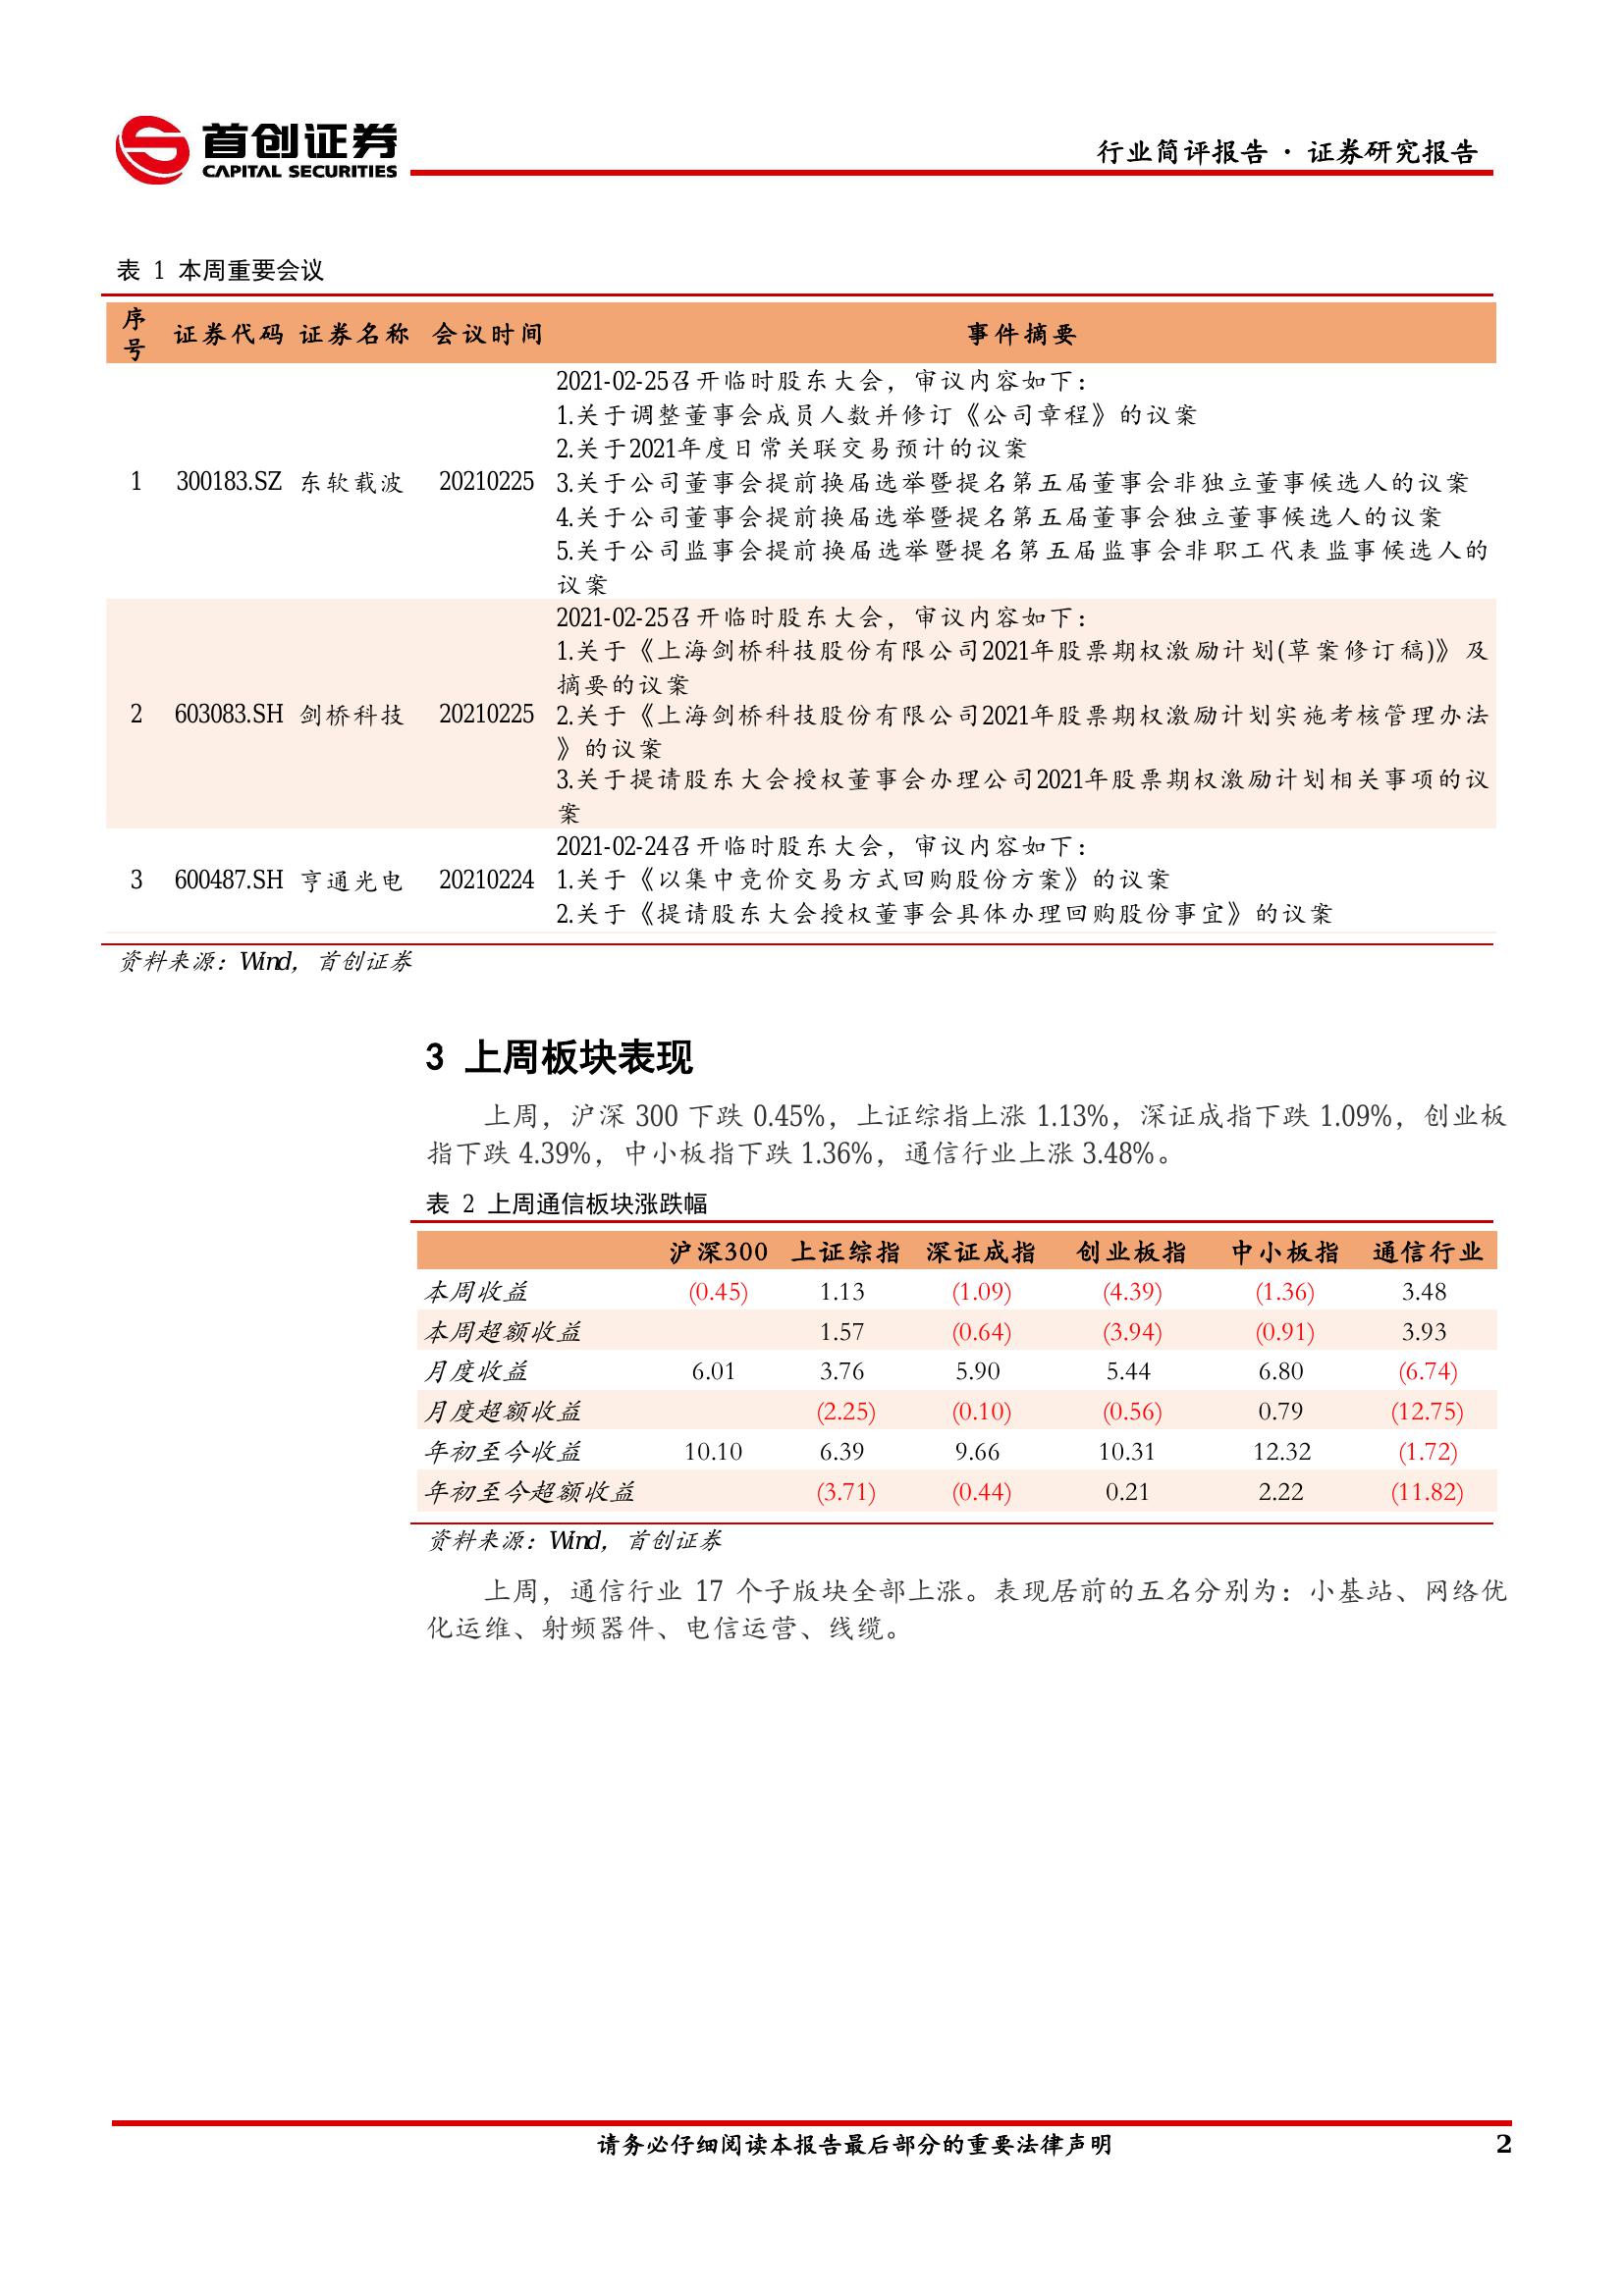 首创证券
CAPITAL SECURITIES
行业简评报告 · 证券研究报告
表 1 本周重要会议
序号 证券代码 证券名称 会议时间 事件摘要
2021-02-25召开临时股东大会，审议内容如下：
1.关于调整董事会成员人数并修订《公司章程》的议案
2.关于2021年度日常关联交易预计的议案
1 300183.SZ 东软载波 20210225 3.关于公司董事会提前换届选举暨提名第五届董事会非独立董事候选人的议案
4.关于公司董事会提前换届选举暨提名第五届董事会独立董事候选人的议案
5.关于公司监事会提前换届选举暨提名第五届监事会非职工代表监事候选人的
议案
2021-02-25召开临时股东大会，审议内容如下：
1.关于《上海剑桥科技股份有限公司2021年股票期权激励计划(草案修订稿)》及
摘要的议案
2 603083.SH 剑桥科技 20210225 2.关于《上海剑桥科技股份有限公司2021年股票期权激励计划实施考核管理办法
》的议案
3.关于提请股东大会授权董事会办理公司2021年股票期权激励计划相关事项的议
案
2021-02-24召开临时股东大会，审议内容如下：
3 600487.SH 亨通光电 20210224 1.关于《以集中竞价交易方式回购股份方案》的议案
2.关于《提请股东大会授权董事会具体办理回购股份事宜》的议案
资料来源：Wind，首创证券
3 上周板块表现
上周，沪深 300 下跌 0.45%，上证综指上涨 1.13%，深证成指下跌 1.09%，创业板
指下跌 4.39%，中小板指下跌 1.36%，通信行业上涨 3.48%。
表 2 上周通信板块涨跌幅
沪深300 上证综指 深证成指 创业板指 中小板指 通信行业
本周收益 (0.45) 1.13 (1.09) (4.39) (1.36) 3.48
本周超额收益 1.57 (0.64) (3.94) (0.91) 3.93
月度收益 6.01 3.76 5.90 5.44 6.80 (6.74)
月度超额收益 (2.25) (0.10) (0.56) 0.79 (12.75)
年初至今收益 10.10 6.39 9.66 10.31 12.32 (1.72)
年初至今超额收益 (3.71) (0.44) 0.21 2.22 (11.82)
资料来源：Wind，首创证券
上周，通信行业 17 个子版块全部上涨。表现居前的五名分别为：小基站、网络优
化运维、射频器件、电信运营、线缆。
请务必仔细阅读本报告最后部分的重要法律声明 2